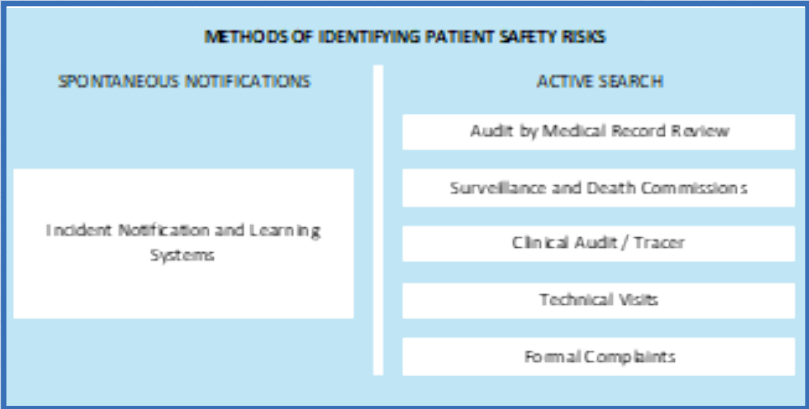 METHODS OF IDENTIFYING PATIENT SAFETY RISKS
SPONTANEOUS NOTIFICATIONS
Incident Notification and Learning
Systems
ACTIVE SEARCH
Audit by Medical Record Review
Surveillance and Death Commissions
Clinical Audit / Tracer
Technical Visits
Formal Complaints